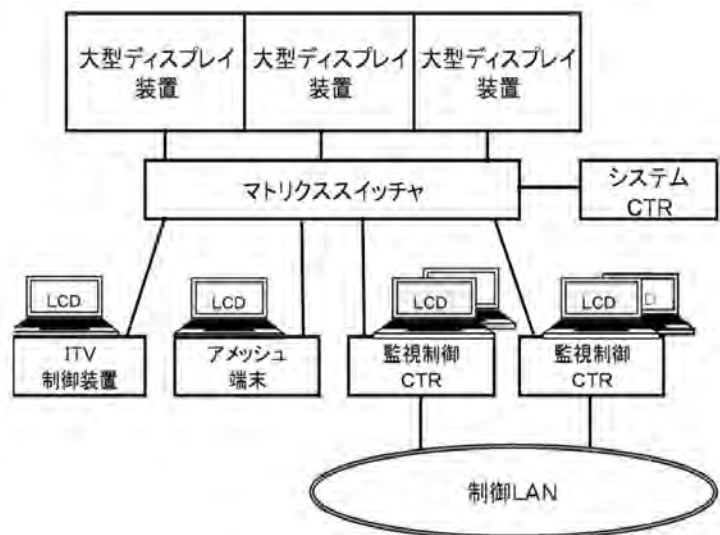 大型ディスプレイ
装置
大型ディスプレイ
装置
大型ディスプレイ
装置
マトリクススイッチャ
システム
CTR
LCD
LCD
LCD
LCD
ITV
制御装置
アメッシュ
端末
監視制御
CTR
監視制御
CTR
制御LAN